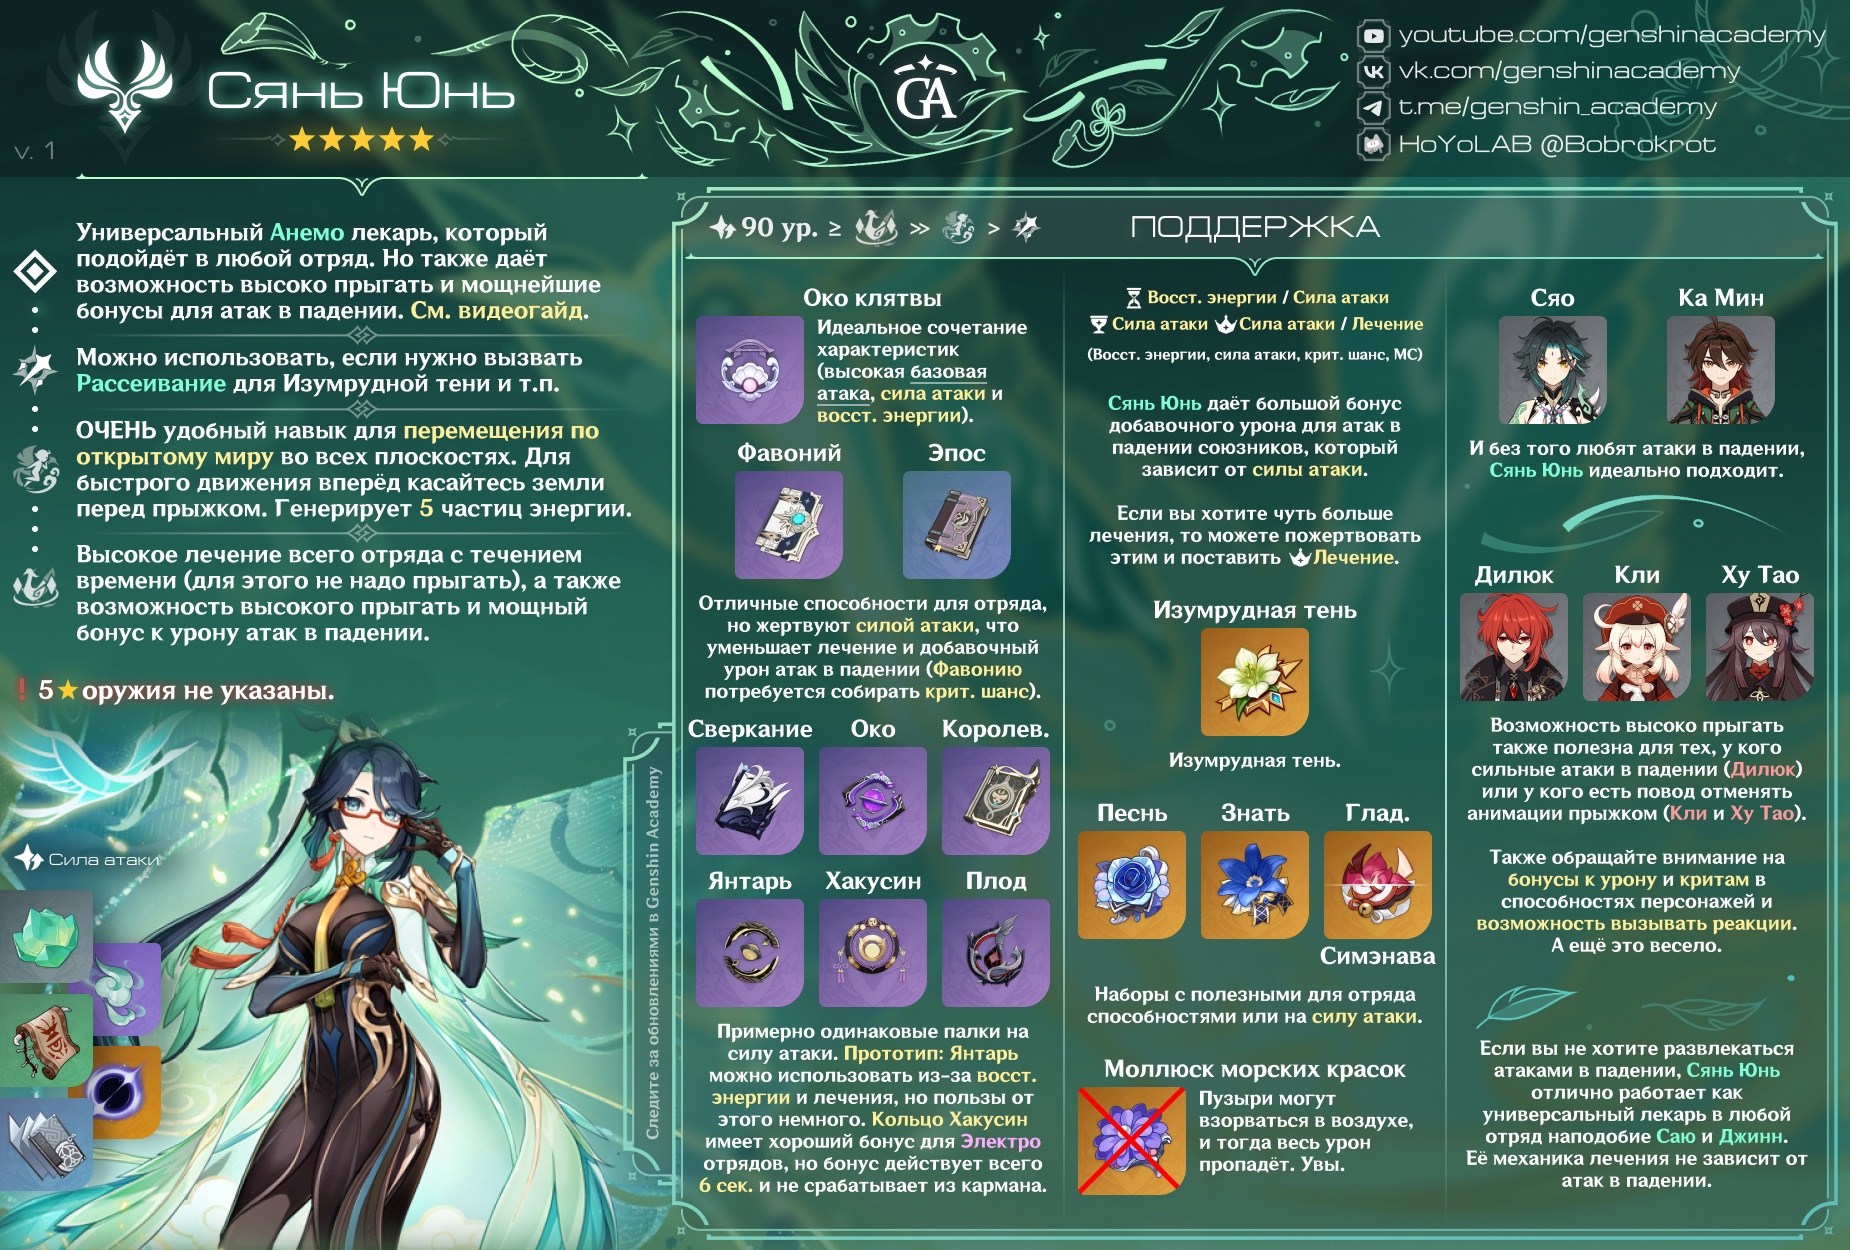 Сянь Юнь
v. 1
GA
youtube.com/genshinacademy
vk.com/genshinacademy
t.me/genshin_academy
HoYoLAB @Bobrokrot
Универсальный Анемо лекарь, который
подойдёт в любой отряд. Но также даёт
возможность высоко прыгать и мощнейшие
бонусы для атак в падении. См. видеогайд.
Можно использовать, если нужно вызвать
Рассеивание для Изумрудной тени и т.п.
ОЧЕНЬ удобный навык для перемещения по
открытому миру во всех плоскостях. Для
быстрого движения вперёд касайтесь земли
перед прыжком. Генерирует 5 частиц энергии.
Высокое лечение всего отряда с течением
времени (для этого не надо прыгать), а также
возможность высокого прыгать и мощный
бонус к урону атак в падении.
! 5★ оружия не указаны.
Сила атаки
Следите за обновлениями в Genshin Academy
90 ур. ≥ >> >
ПОДДЕРЖКА
Око клятвы
Идеальное сочетание
характеристик
(высокая базовая
атака, сила атаки и
восст. энергии).
Фавоний Эпос
Отличные способности для отряда,
но жертвуют силой атаки, что
уменьшает лечение и добавочный
урон атак в падении (Фавонию
потребуется собирать крит. шанс).
Сверкание Око Королев.
Янтарь Хакусин Плод
Примерно одинаковые палки на
силу атаки. Прототип: Янтарь
можно использовать из-за восст.
энергии и лечения, но пользы от
этого немного. Кольцо Хакусин
имеет хороший бонус для Электро
отрядов, но бонус действует всего
6 сек. и не срабатывает из кармана.
Восст. энергии / Сила атаки
Сила атаки Сила атаки / Лечение
(Восст. энергии, сила атаки, крит. шанс, МС)
Сянь Юнь даёт большой бонус
добавочного урона для атак в
падении союзников, который
зависит от силы атаки.
Если вы хотите чуть больше
лечения, то можете пожертвовать
этим и поставить Лечение.
Изумрудная тень
Изумрудная тень.
Песнь Знать Глад.
Симэнава
Наборы с полезными для отряда
способностями или на силу атаки.
Моллюск морских красок
Пузыри могут
взорваться в воздухе,
и тогда весь урон
пропадёт. Увы.
Сяо Ка Мин
И без того любят атаки в падении,
Сянь Юнь идеально подходит.
Дилюк Кли Ху Тао
Возможность высоко прыгать
также полезна для тех, у кого
сильные атаки в падении (Дилюк)
или у кого есть повод отменять
анимации прыжком (Кли и Ху Тао).
Также обращайте внимание на
бонусы к урону и критам в
способностях персонажей и
возможность вызывать реакции.
А ещё это весело.
Если вы не хотите развлекаться
атаками в падении, Сянь Юнь
отлично работает как
универсальный лекарь в любой
отряд наподобие Саю и Джинн.
Её механика лечения не зависит от
атак в падении.